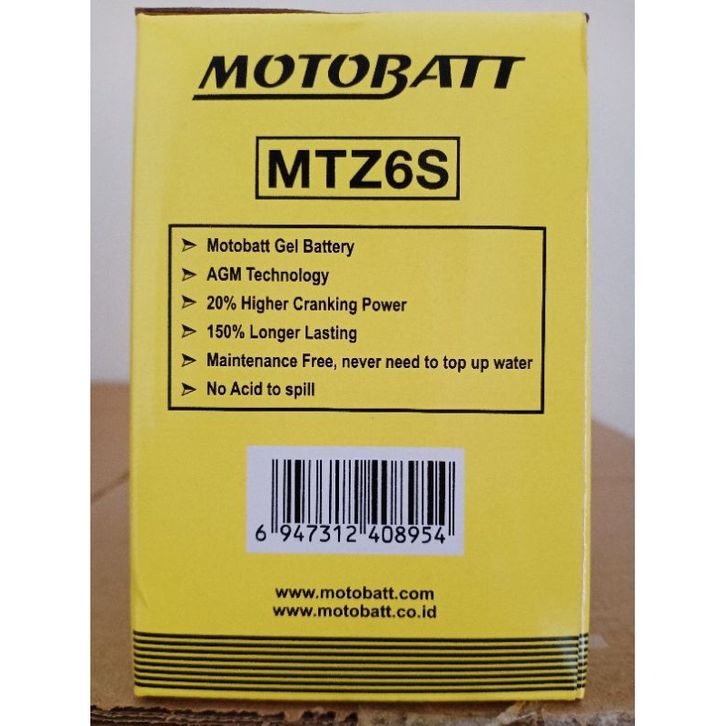 MOTOBATT
MTZ6S
Motobatt Gel Battery
AGM Technology
20% Higher Cranking Power
150% Longer Lasting
Maintenance Free, never need to top up water
No Acid to spill
6 947312 408954
www.motobatt.com
www.motobatt.co.id